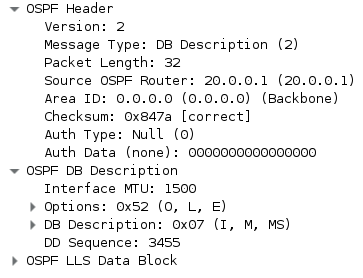 OSPF Header
Version: 2
Message Type: DB Description (2)
Packet Length: 32
Source OSPF Router: 20.0.0.1 (20.0.0.1)
Area ID: 0.0.0.0 (0.0.0.0) (Backbone)
Checksum: 0x847a [correct]
Auth Type: Null (0)
Auth Data (none): 0000000000000000
OSPF DB Description
Interface MTU: 1500
Options: 0x52 (O, L, E)
DB Description: 0x07 (I, M, MS)
DD Sequence: 3455
OSPF LLS Data Block